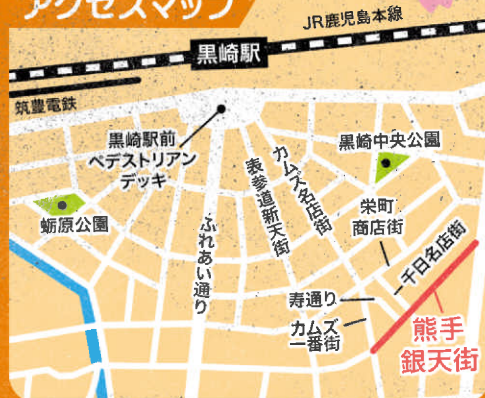 アクセスマップ
JR鹿児島本線
黒崎駅
筑豊電鉄
黒崎駅前
ペデストリアン
デッキ
黒崎中央公園
カムズ名店街
表参道新天街
栄町
商店街
蛎原公園
ふれあい通り
一千日名店街
寿通り
カムズ
一番街
熊手
銀天街